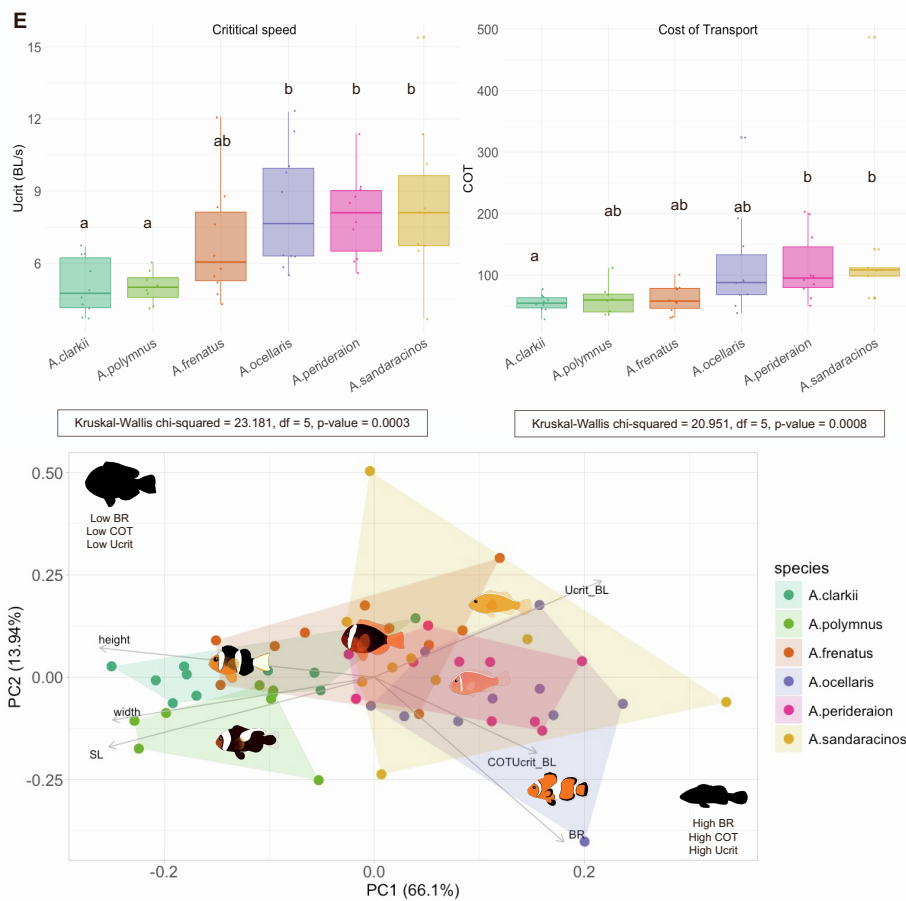 E
Crititical speed
Ucrit (BL/s)
15
12
9
6
a
a
ab
b
b
b
A.clarkii
A.polymnus
A.frenatus
A.ocellaris
A.perideraion
A.sandaracinos
Kruskal-Wallis chi-squared = 23.181, df = 5, p-value = 0.0003
Cost of Transport
COT
500
400
300
200
100
a
ab
ab
ab
b
b
A.clarkii
A.polymnus
A.frenatus
A.ocellaris
A.perideraion
A.sandaracinos
Kruskal-Wallis chi-squared = 20.951, df = 5, p-value = 0.0008
PC2 (13.94%)
0.50
0.25
0.00
-0.25
Low BR
Low COT
Low Ucrit
height
width
SL
Ucrit_BL
COTUcrit_BL
BR
High BR
High COT
High Ucrit
-0.2
0.0
0.2
PC1 (66.1%)
species
A.clarkii
A.polymnus
A.frenatus
A.ocellaris
A.perideraion
A.sandaracinos